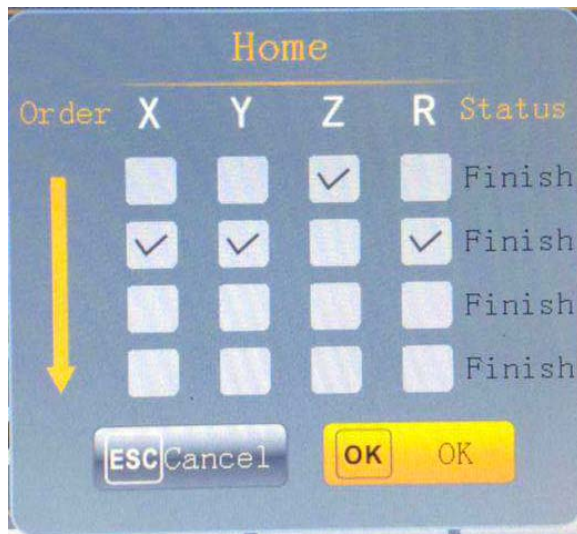 Home
Order X Y Z R Status
Finish
Finish
Finish
Finish
ESC Cancel OK OK